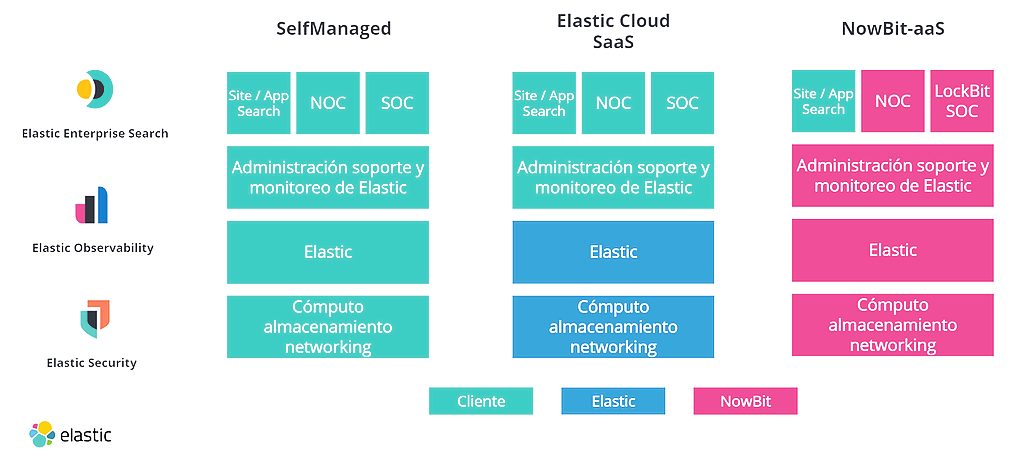 SelfManaged
Elastic Cloud
SaaS
NowBit-aaS
Elastic Enterprise Search
Elastic Observability
Elastic Security
elastic
Site / App
Search
NOC
SOC
Administración soporte y
monitoreo de Elastic
Elastic
Cómputo
almacenamiento
networking
Site / App
Search
NOC
SOC
Administración soporte y
monitoreo de Elastic
Elastic
Cómputo
almacenamiento
networking
Site / App
Search
NOC
LockBit
SOC
Administración soporte y
monitoreo de Elastic
Elastic
Cómputo
almacenamiento
networking
Cliente
Elastic
NowBit